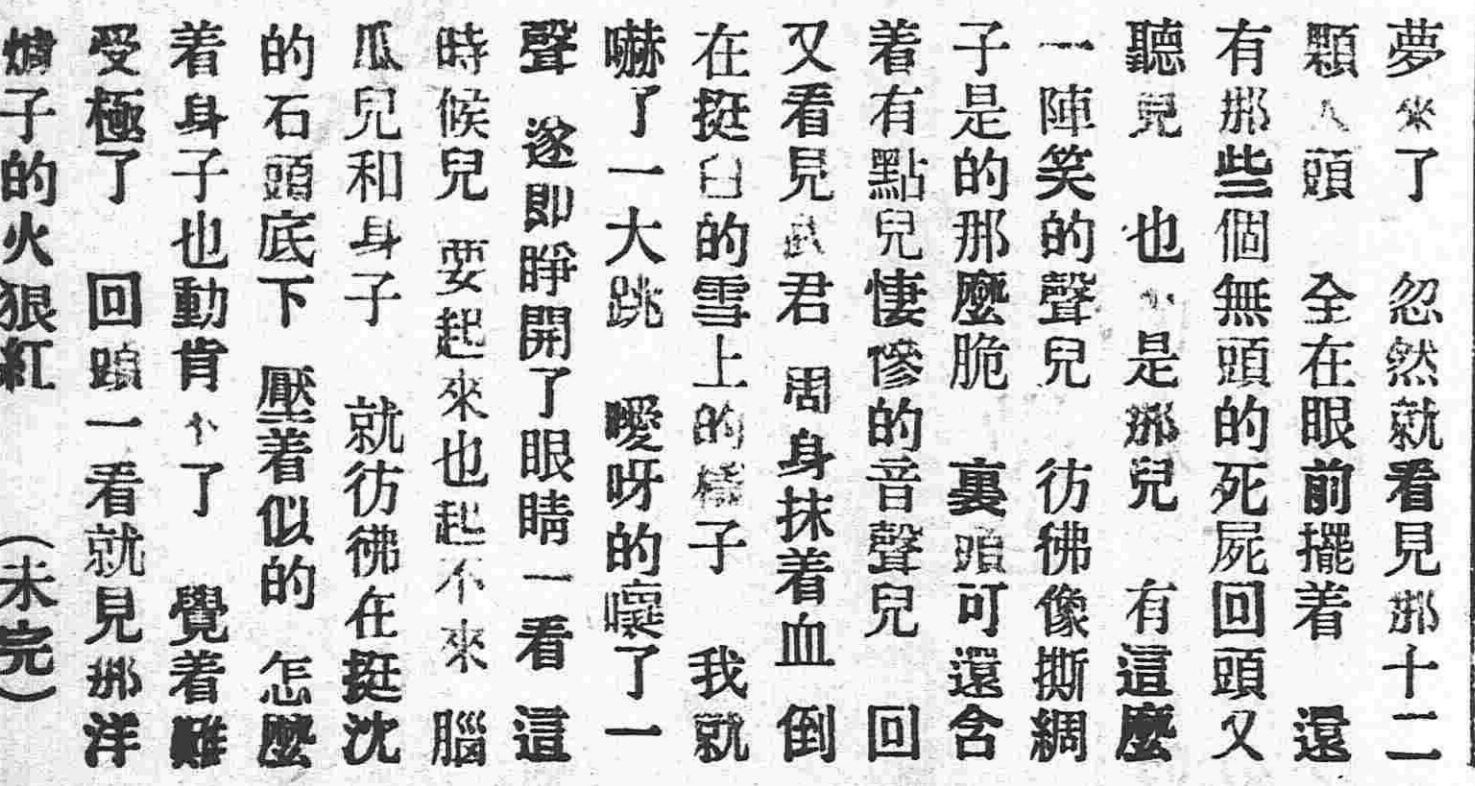 夢來了　忽然就看見那十二
顆人頭　全在眼前擺着　還
有那些個無頭的死屍回頭又
聽見　也不是那兒　有這麼
一陣笑的聲兒　彷彿像撕綢
子是的那麼脆　裏頭可還含
着有點兒悽慘的音聲兒　回
又看見武君　周身抹着血　倒
在挺白的雪上的樣子　我就
嚇了一大跳　嗳呀的嚷了一
聲　遂即睜開了眼睛一看　這
時候兒　要起來也起不來　腦
瓜兒和身子　就彷彿在挺沈
的石頭底下　壓着似的　怎麼
着身子也動肯不了　覺着難
受極了　回頭一看就見那洋
子的火狠紅　（未完）